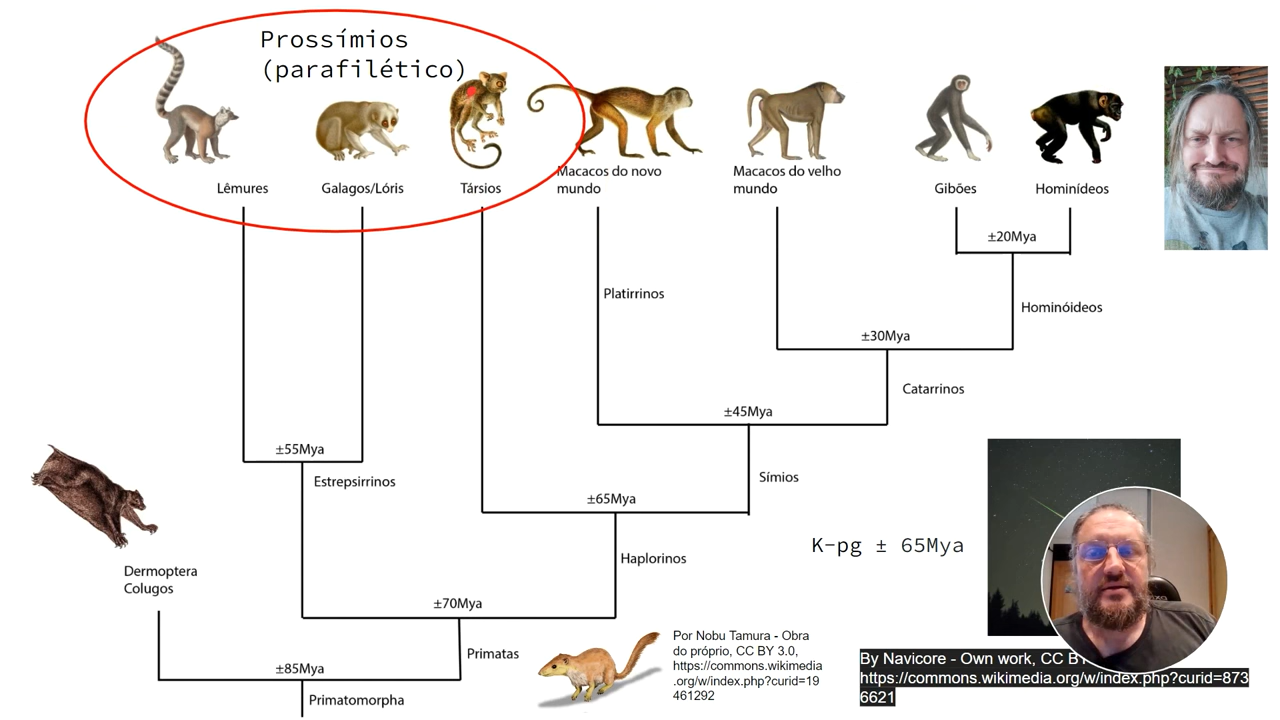 Prossímios
(parafilético)
Lêmures
Galagos/Lóris
Társios
Macacos do novo
mundo
Macacos do velho
mundo
Gibões
Hominídeos
±20Mya
Platirrinos
Hominóideos
±30Mya
Catarrinos
±45Mya
±55Mya
Estrepsirrinos
Símios
±65Mya
K-pg ± 65Mya
Haplorinos
Dermoptera
Colugos
±70Mya
Primatas
±85Mya
Primatomorpha
Por Nobu Tamura - Obra
do próprio, CC BY 3.0,
https://commons.wikimedia
.org/w/index.php?curid=19
461292
By Navicore - Own work, CC
https://commons.wikimedia.org/w/index.php?curid=873
6621